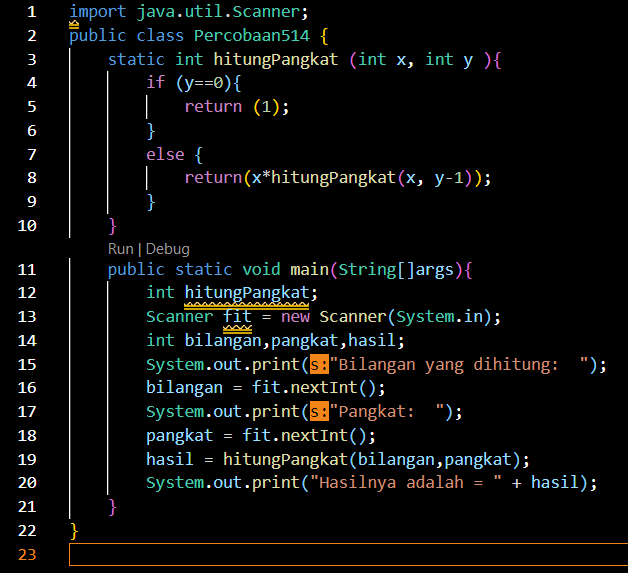 1 import java.util.Scanner;
2 public class Percobaan514 {
3 static int hitungPangkat (int x, int y ){
4 if (y==0){
5 return (1);
6 }
7 else {
8 return(x*hitungPangkat(x, y-1));
9 }
10 }
Run | Debug
11 public static void main(String[]args){
12 int hitungPangkat;
13 Scanner fit = new Scanner(System.in);
14 int bilangan,pangkat,hasil;
15 System.out.print(s:"Bilangan yang dihitung:  ");
16 bilangan = fit.nextInt();
17 System.out.print(s:"Pangkat:  ");
18 pangkat = fit.nextInt();
19 hasil = hitungPangkat(bilangan,pangkat);
20 System.out.print("Hasilnya adalah = " + hasil);
21 }
22 }
23